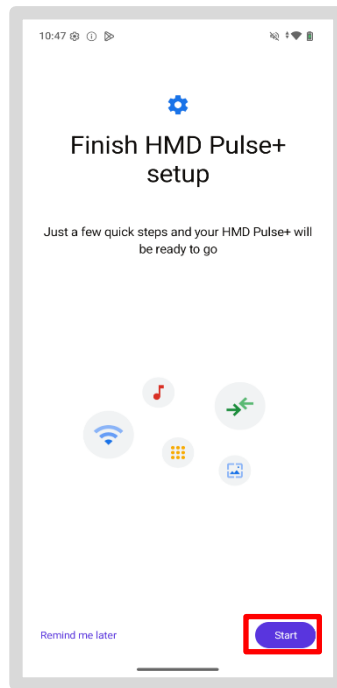 10:47
Finish HMD Pulse+
setup
Just a few quick steps and your HMD Pulse+ will
be ready to go
Remind me later
Start